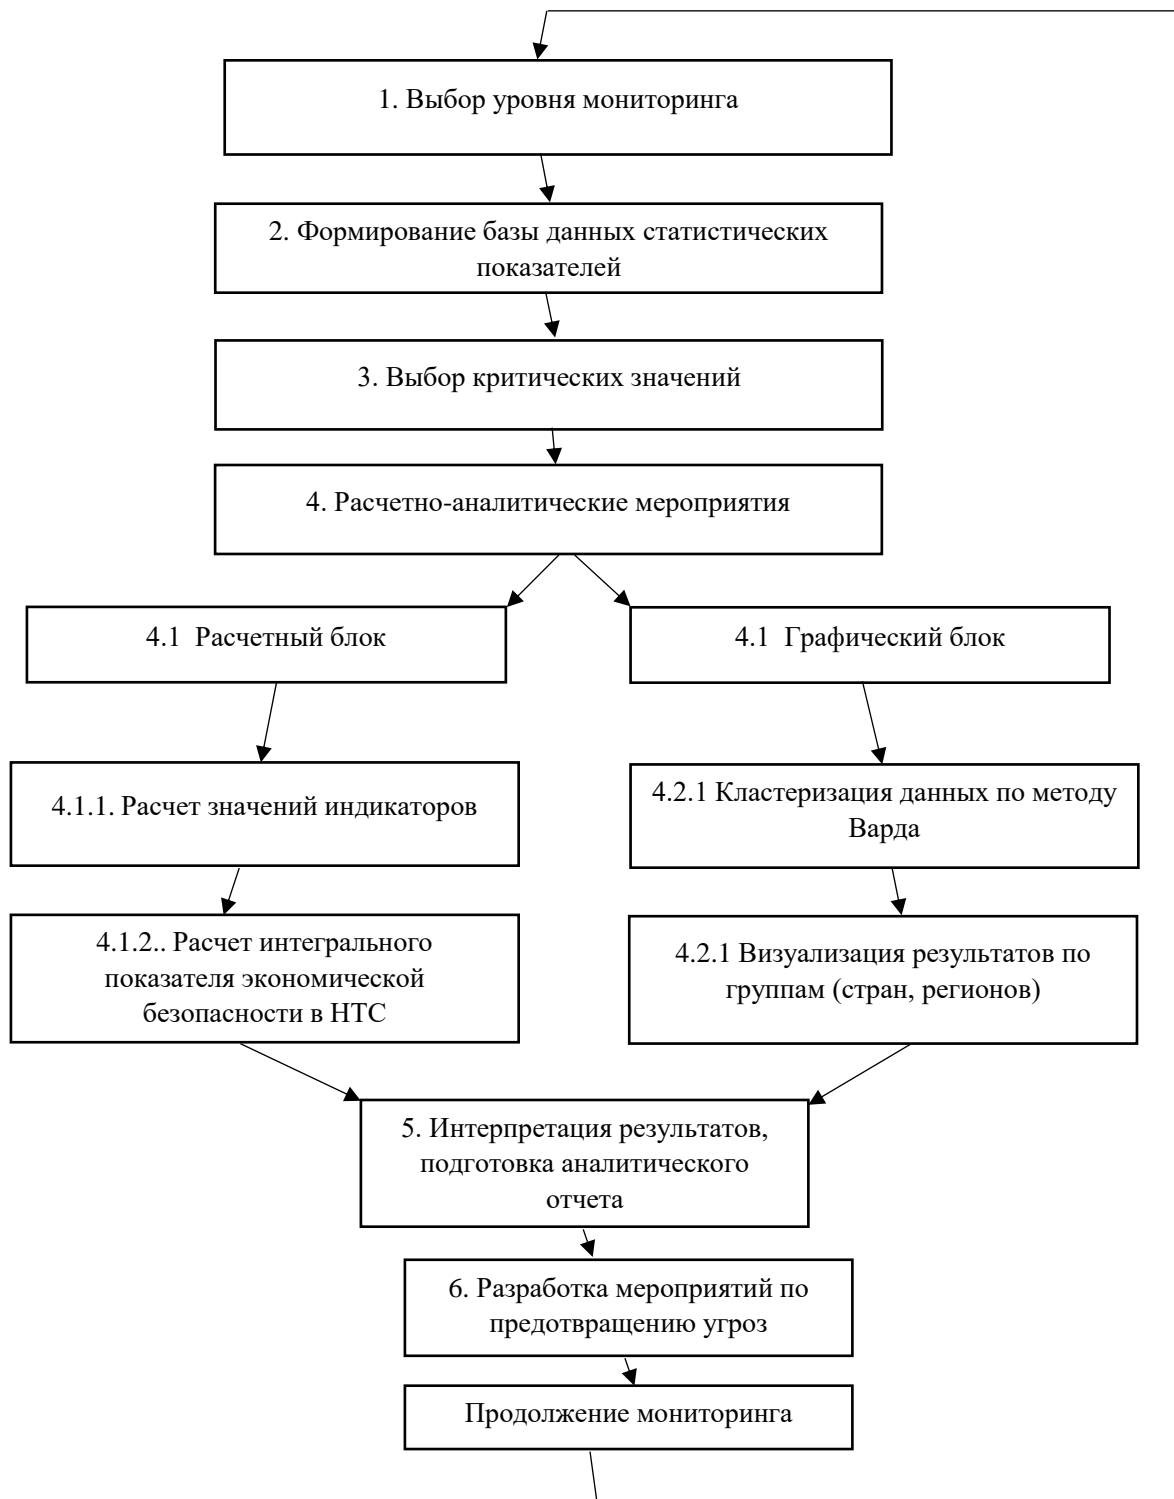 1. Выбор уровня мониторинга
2. Формирование базы данных статистических
показателей
3. Выбор критических значений
4. Расчетно-аналитические мероприятия
4.1 Расчетный блок
4.1 Графический блок
4.1.1. Расчет значений индикаторов
4.2.1 Кластеризация данных по методу
Варда
4.1.2.. Расчет интегрального
показателя экономической
безопасности в НТС
4.2.1 Визуализация результатов по
группам (стран, регионов)
5. Интерпретация результатов,
подготовка аналитического
отчета
6. Разработка мероприятий по
предотвращению угроз
Продолжение мониторинга